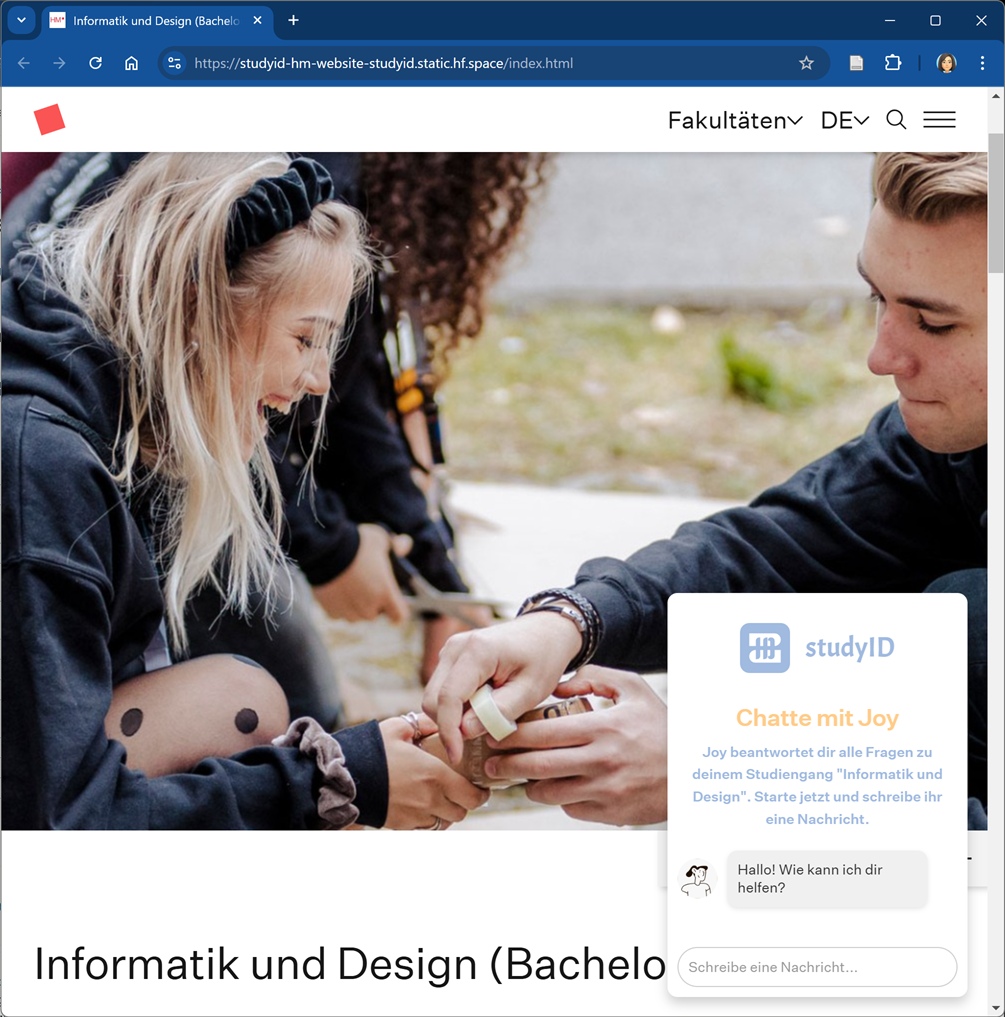 HM
Informatik und Design (Bachelo
https://studyid-hm-website-studyid.static.hf.space/index.html
Fakultäten DE
studyID
Chatte mit Joy
Joy beantwortet dir alle Fragen zu
deinem Studiengang "Informatik und
Design". Starte jetzt und schreibe ihr
eine Nachricht.
Hallo! Wie kann ich dir
helfen?
Informatik und Design (Bachelo
Schreibe eine Nachricht...